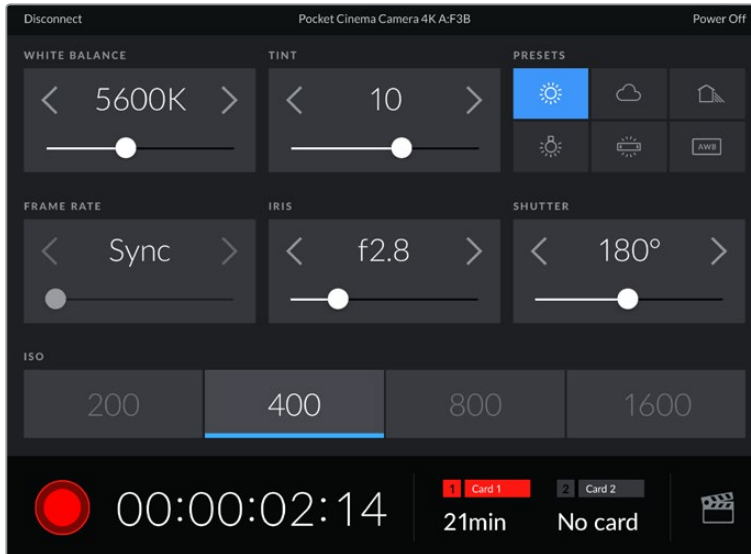 Disconnect Pocket Cinema Camera 4K A:F3B Power Off
WHITE BALANCE TINT PRESETS
5600K 10
AWB
FRAME RATE IRIS SHUTTER
Sync f2.8 180°
ISO
200 400 800 1600
00:00:02:14
1 Card 1 2 Card 2
21min No card